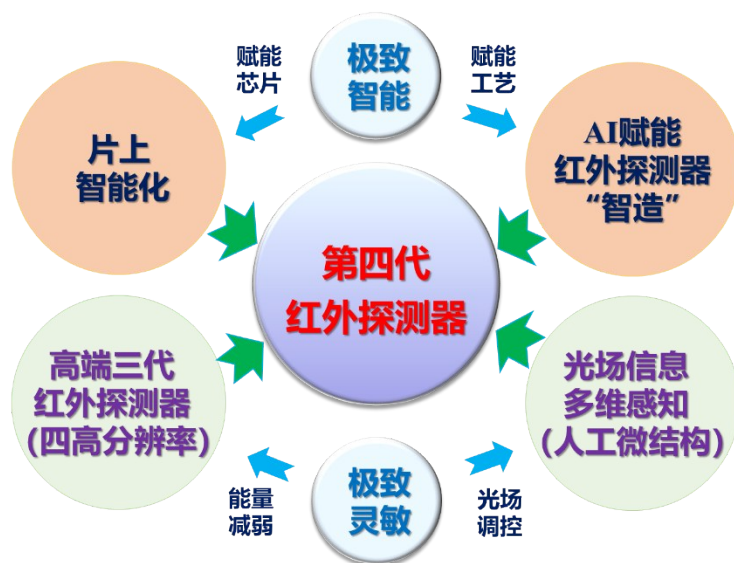 赋能
芯片
极致
智能
赋能
工艺
片上
智能化
AI赋能
红外探测器
“智造”
第四代
红外探测器
高端三代
红外探测器
(四高分辨率)
光场信息
多维感知
(人工微结构)
能量
减弱
极致
灵敏
光场
调控